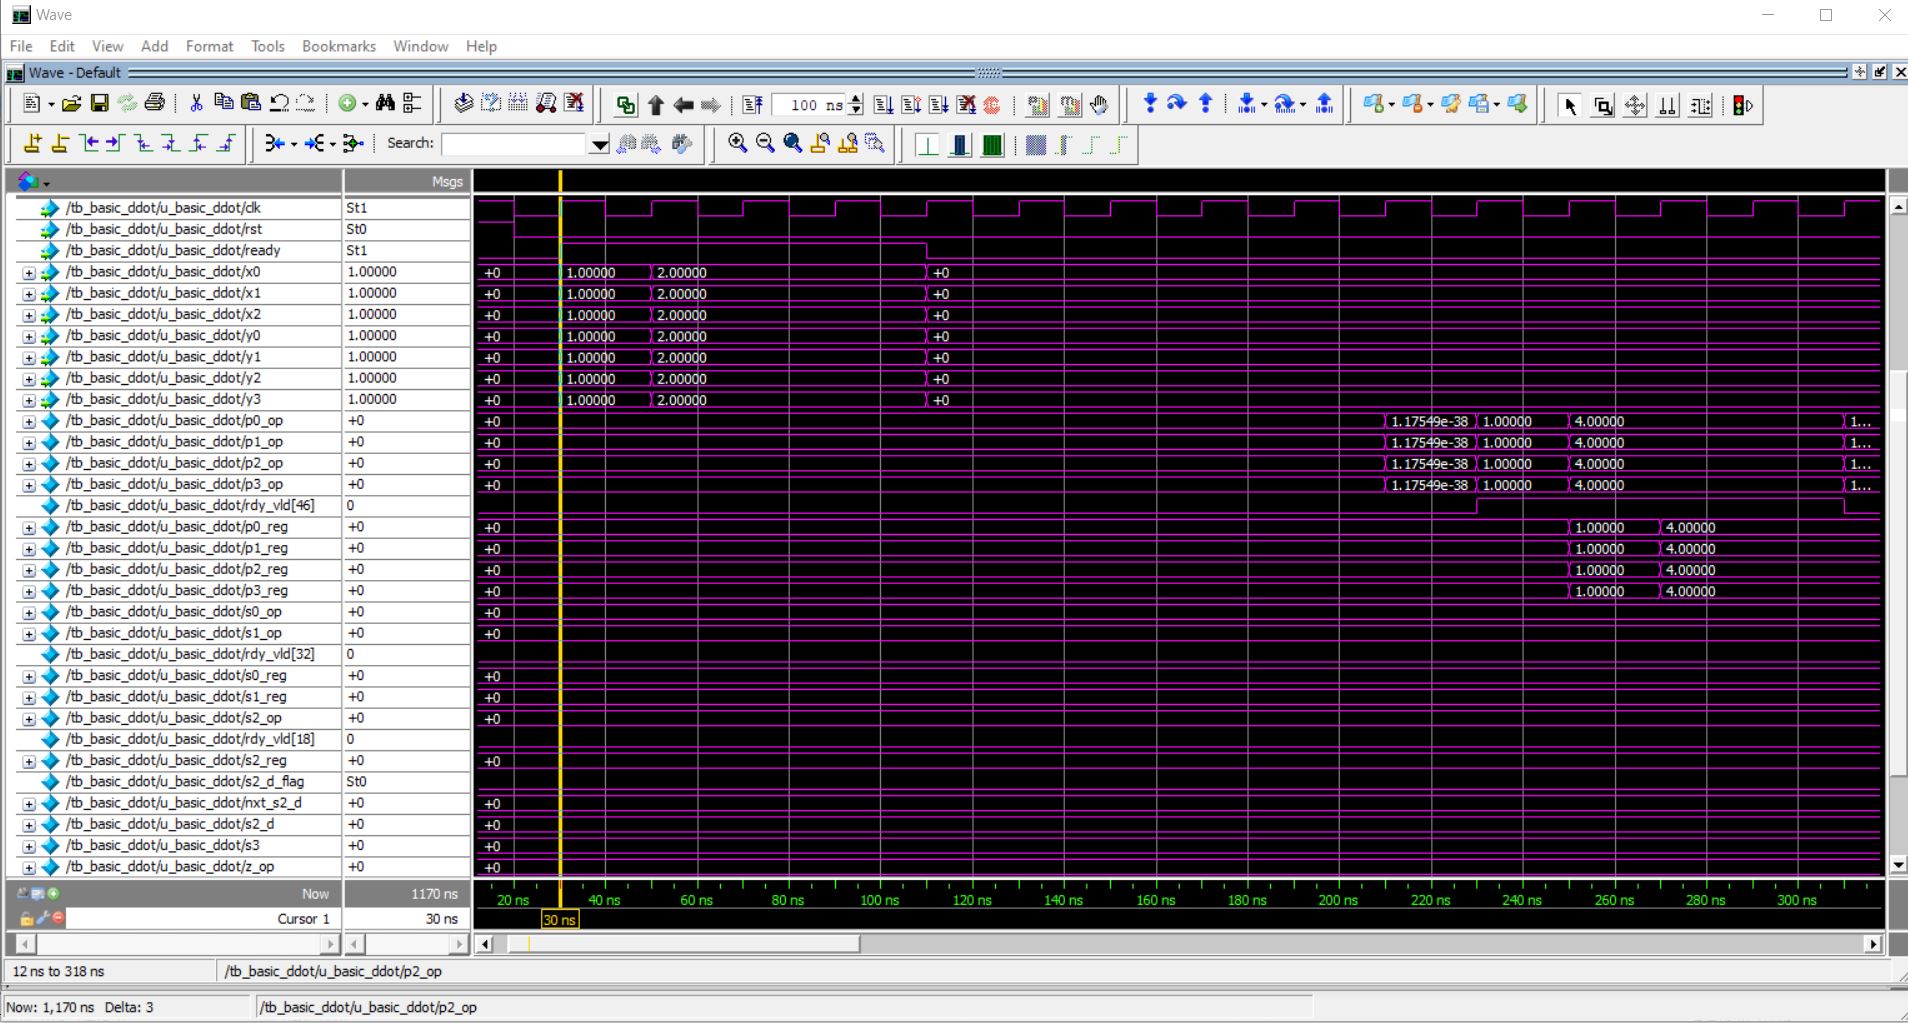 Wave
File Edit View Add Format Tools Bookmarks Window Help
Wave - Default
100 ns
Search:
Msgs
/tb_basic_ddot/u_basic_ddot/clk St1
/tb_basic_ddot/u_basic_ddot/rst St0
/tb_basic_ddot/u_basic_ddot/ready St1
/tb_basic_ddot/u_basic_ddot/x0 1.00000 +0 1.00000 2.00000 +0
/tb_basic_ddot/u_basic_ddot/x1 1.00000 +0 1.00000 2.00000 +0
/tb_basic_ddot/u_basic_ddot/x2 1.00000 +0 1.00000 2.00000 +0
/tb_basic_ddot/u_basic_ddot/y0 1.00000 +0 1.00000 2.00000 +0
/tb_basic_ddot/u_basic_ddot/y1 1.00000 +0 1.00000 2.00000 +0
/tb_basic_ddot/u_basic_ddot/y2 1.00000 +0 1.00000 2.00000 +0
/tb_basic_ddot/u_basic_ddot/y3 1.00000 +0 1.00000 2.00000 +0
/tb_basic_ddot/u_basic_ddot/p0_op +0 +0 1.17549e-38 1.00000 4.00000 1...
/tb_basic_ddot/u_basic_ddot/p1_op +0 +0 1.17549e-38 1.00000 4.00000 1...
/tb_basic_ddot/u_basic_ddot/p2_op +0 +0 1.17549e-38 1.00000 4.00000 1...
/tb_basic_ddot/u_basic_ddot/p3_op +0 +0 1.17549e-38 1.00000 4.00000 1...
/tb_basic_ddot/u_basic_ddot/rdy_vld[46] 0
/tb_basic_ddot/u_basic_ddot/p0_reg +0 +0 1.00000 4.00000
/tb_basic_ddot/u_basic_ddot/p1_reg +0 +0 1.00000 4.00000
/tb_basic_ddot/u_basic_ddot/p2_reg +0 +0 1.00000 4.00000
/tb_basic_ddot/u_basic_ddot/p3_reg +0 +0 1.00000 4.00000
/tb_basic_ddot/u_basic_ddot/s0_op +0 +0
/tb_basic_ddot/u_basic_ddot/s1_op +0 +0
/tb_basic_ddot/u_basic_ddot/rdy_vld[32] 0
/tb_basic_ddot/u_basic_ddot/s0_reg +0 +0
/tb_basic_ddot/u_basic_ddot/s1_reg +0 +0
/tb_basic_ddot/u_basic_ddot/s2_op +0 +0
/tb_basic_ddot/u_basic_ddot/rdy_vld[18] 0
/tb_basic_ddot/u_basic_ddot/s2_reg +0 +0
/tb_basic_ddot/u_basic_ddot/s2_d_flag St0
/tb_basic_ddot/u_basic_ddot/nxt_s2_d +0 +0
/tb_basic_ddot/u_basic_ddot/s2_d +0 +0
/tb_basic_ddot/u_basic_ddot/s3 +0 +0
/tb_basic_ddot/u_basic_ddot/z_op +0 +0
Now 1170 ns 20 ns 40 ns 60 ns 80 ns 100 ns 120 ns 140 ns 160 ns 180 ns 200 ns 220 ns 240 ns 260 ns 280 ns 300 ns
Cursor 1 30 ns 30 ns
12 ns to 318 ns /tb_basic_ddot/u_basic_ddot/p2_op
Now: 1,170 ns Delta: 3 /tb_basic_ddot/u_basic_ddot/p2_op